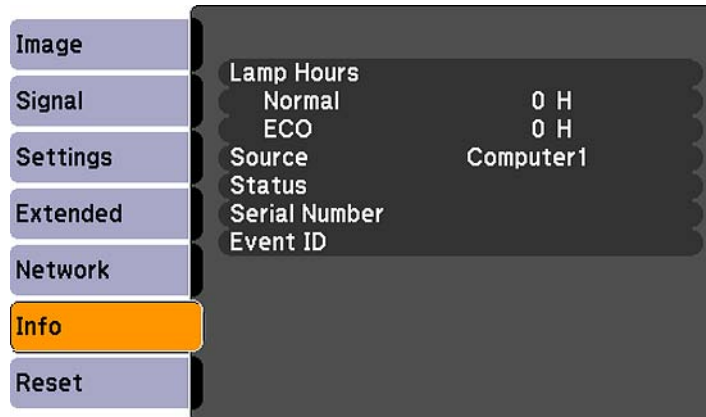 Image
Signal
Settings
Extended
Network
Info
Reset
Lamp Hours
Normal 0 H
ECO 0 H
Source Computer1
Status
Serial Number
Event ID